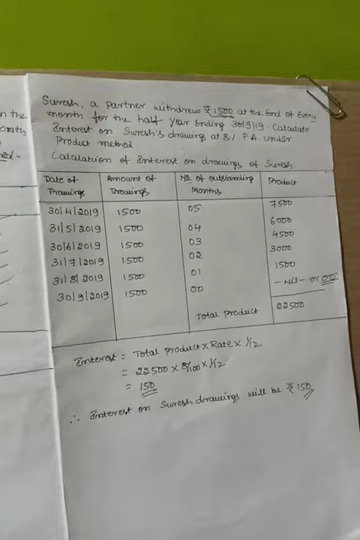 Suresh, a partner withdrew ₹1500 at the End of Every
month for the half year Ending 30/9/19. Calculate
Interest on Suresh's drawing at 8% P.A. under
Product method
Calculation of Interest on drawings of Suresh
Date of Drawings | Amount of Drawings | No. of outstanding Months | Product
30/4/2019 1500 05 7500
31/5/2019 1500 04 6000
30/6/2019 1500 03 4500
31/7/2019 1500 02 3000
31/8/2019 1500 01 1500
30/9/2019 1500 00 - nil -
Total Product 22500
Interest = Total Product × Rate × 1/12
= 22500 × 8/100 × 1/12
= 150
∴ Interest on Suresh drawings will be ₹150